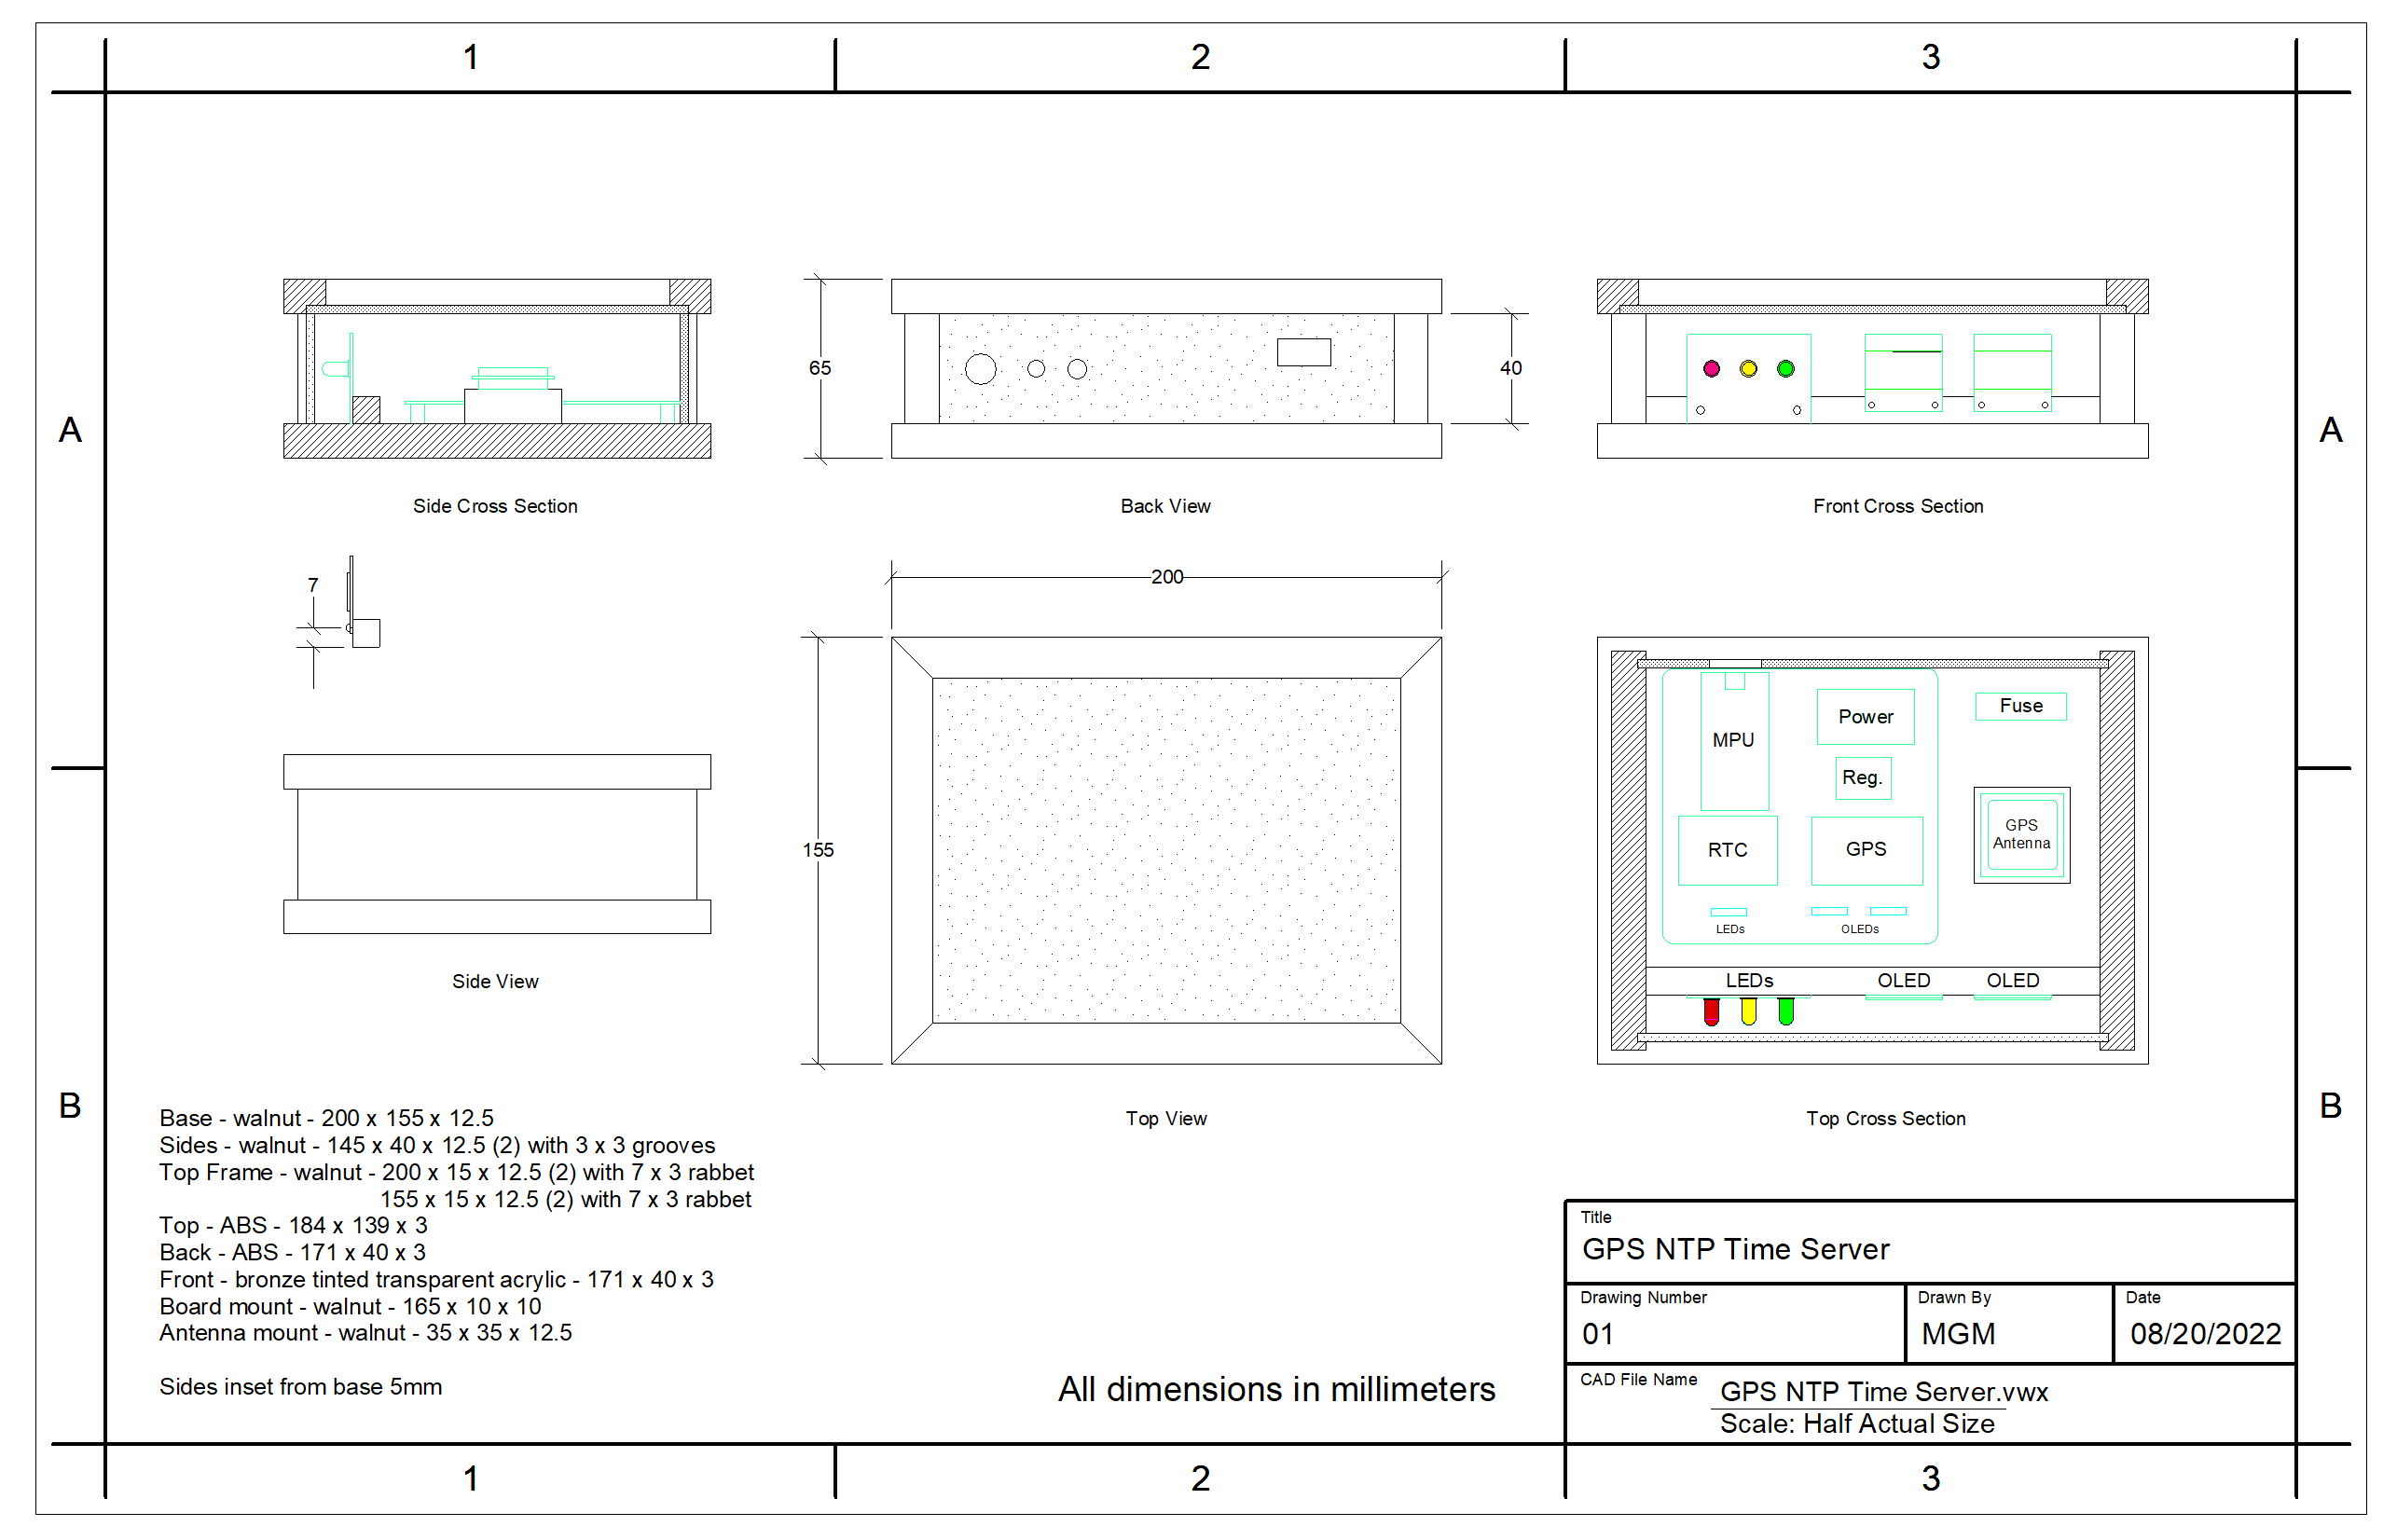 1 2 3
A A
65
40
Side Cross Section
Back View
Front Cross Section
7
200
155
MPU
Power
Fuse
Reg.
RTC
GPS
GPS
Antenna
LEDs
OLEDs
LEDs OLED OLED
Side View
Top View
Top Cross Section
B B
Base - walnut - 200 x 155 x 12.5
Sides - walnut - 145 x 40 x 12.5 (2) with 3 x 3 grooves
Top Frame - walnut - 200 x 15 x 12.5 (2) with 7 x 3 rabbet
155 x 15 x 12.5 (2) with 7 x 3 rabbet
Top - ABS - 184 x 139 x 3
Back - ABS - 171 x 40 x 3
Front - bronze tinted transparent acrylic - 171 x 40 x 3
Board mount - walnut - 165 x 10 x 10
Antenna mount - walnut - 35 x 35 x 12.5
Sides inset from base 5mm
All dimensions in millimeters
Title
GPS NTP Time Server
Drawing Number
01
Drawn By
MGM
Date
08/20/2022
CAD File Name
GPS NTP Time Server.vwx
Scale: Half Actual Size
1 2 3